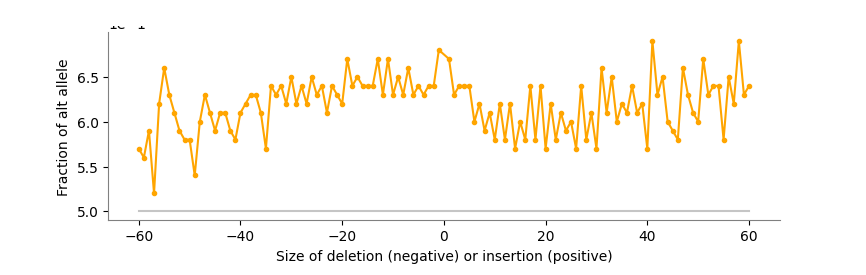 6.5
6.0
5.5
5.0
Fraction of alt allele
−60 −40 −20 0 20 40 60
Size of deletion (negative) or insertion (positive)